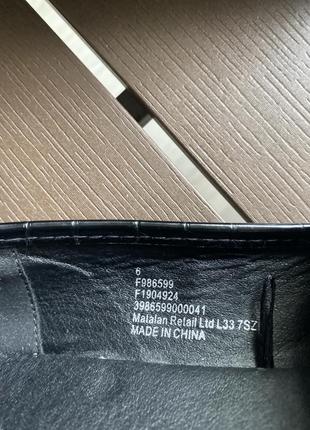 6
F986599
F1904924
3986599000041
Matalan Retail Ltd L33 7SZ
MADE IN CHINA